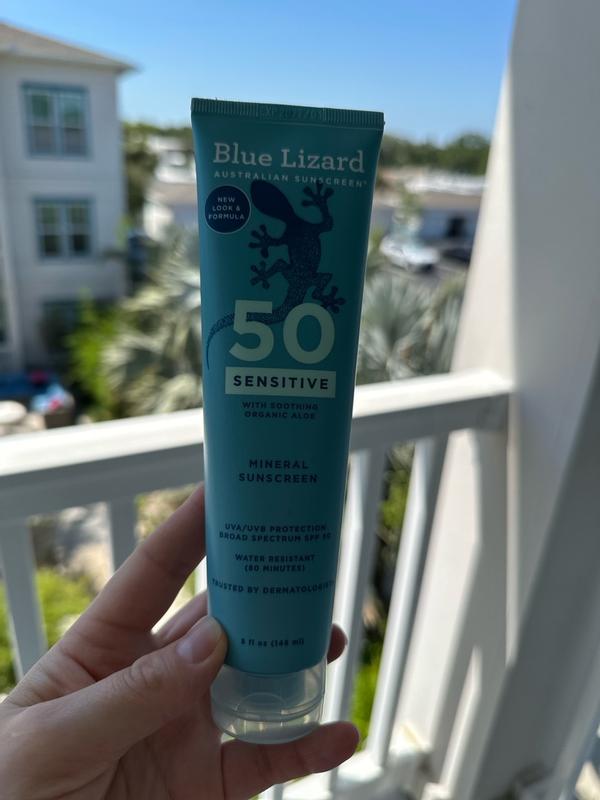 Blue Lizard
AUSTRALIAN SUNSCREEN™
NEW
LOOK &
FORMULA
50
SENSITIVE
WITH SOOTHING
ORGANIC ALOE
MINERAL
SUNSCREEN
UVA/UVB PROTECTION
BROAD SPECTRUM SPF 50
WATER RESISTANT
(80 MINUTES)
TRUSTED BY DERMATOLOGISTS
5 fl oz (148 ml)